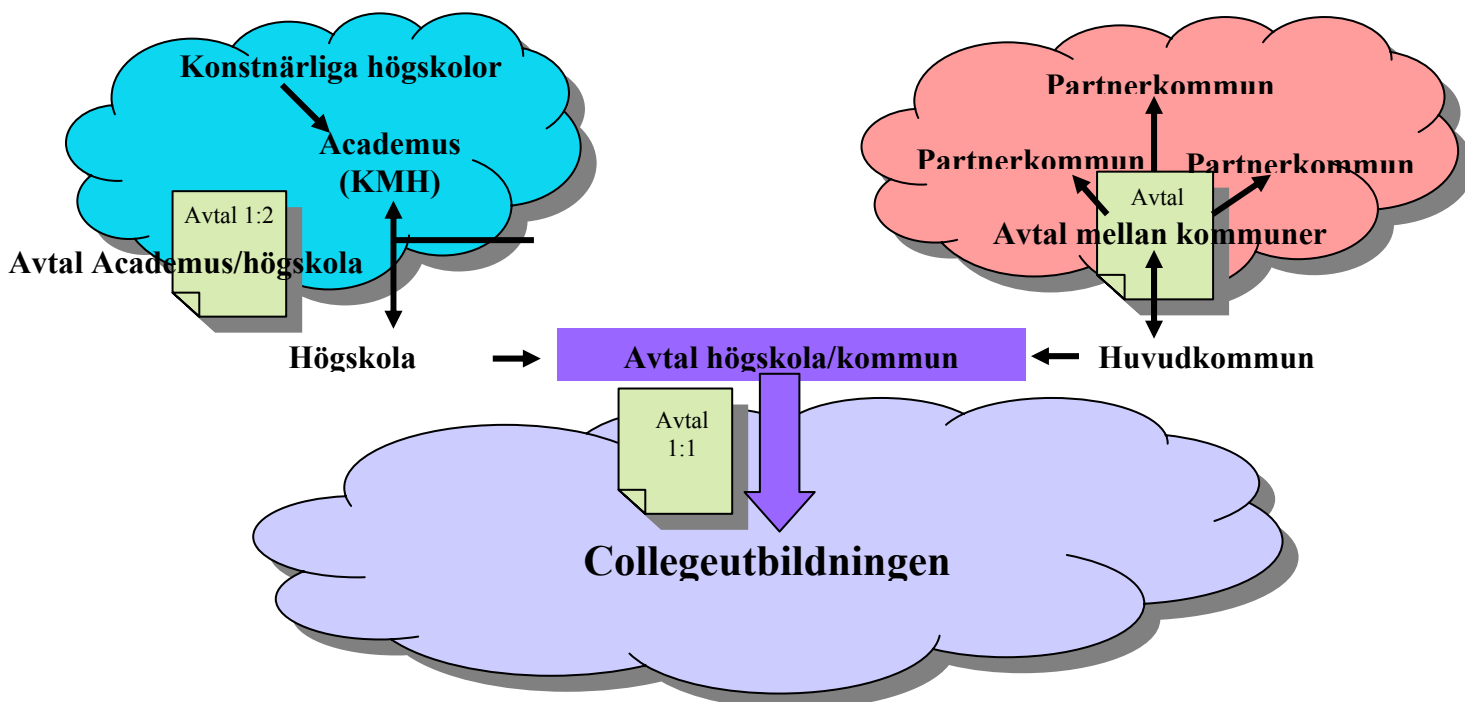 Konstnärliga högskolor
Academus
(KMH)
Avtal 1:2
Avtal Academus/högskola
Partnerkommun
Partnerkommun
Partnerkommun
Avtal
Avtal mellan kommuner
Högskola
Avtal högskola/kommun
Huvudkommun
Avtal
1:1
Collegeutbildningen